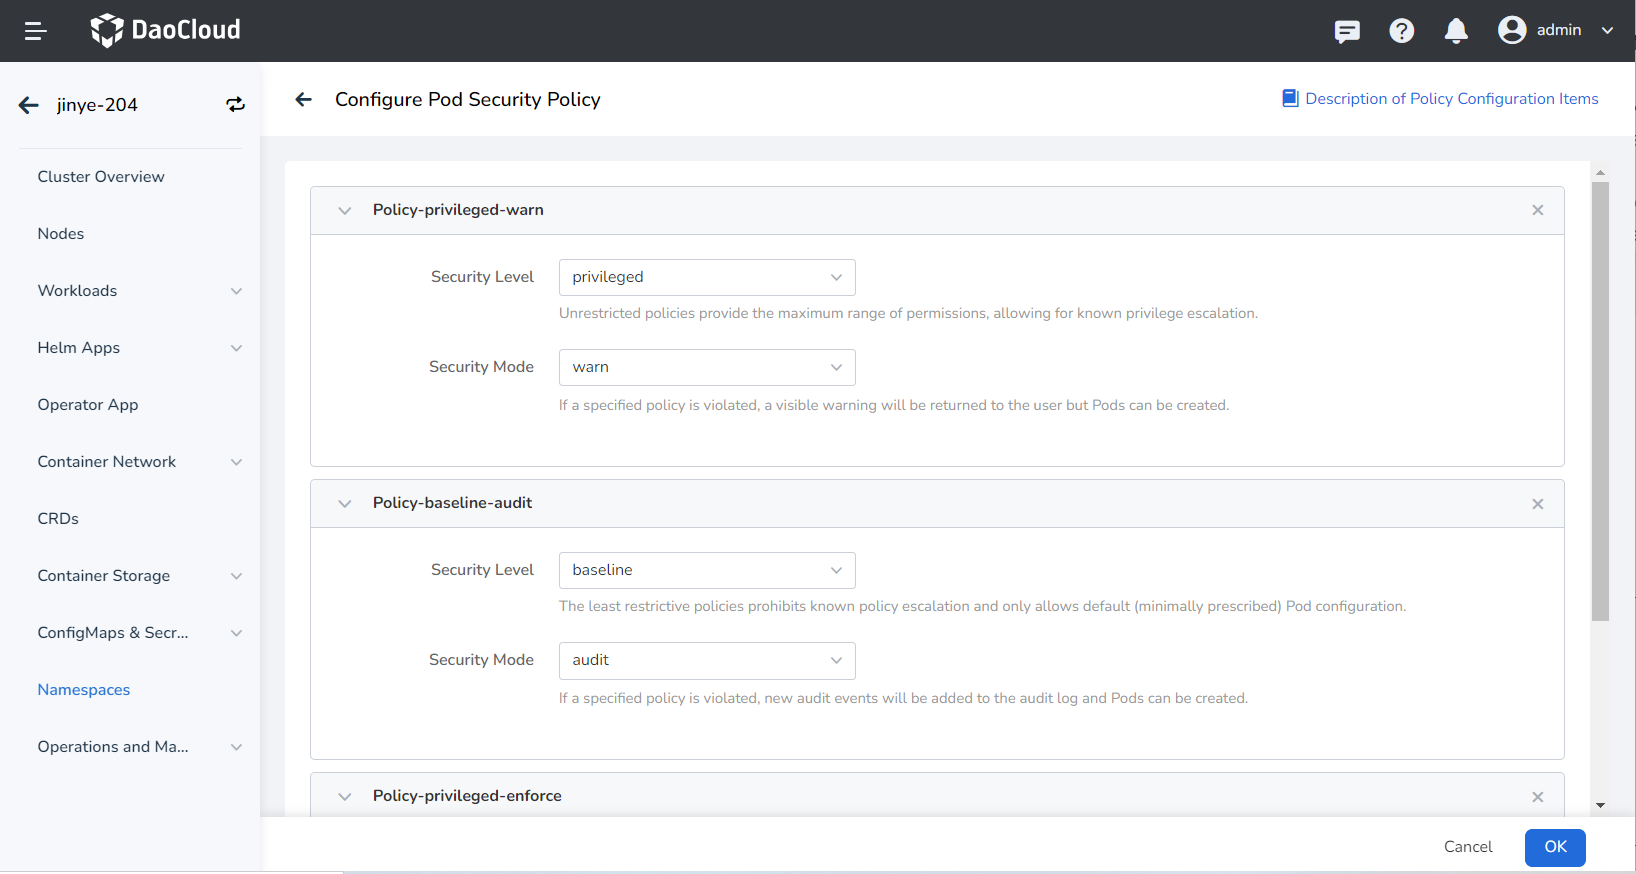 DaoCloud
admin
jinye-204
Configure Pod Security Policy
Description of Policy Configuration Items
Cluster Overview
Nodes
Workloads
Helm Apps
Operator App
Container Network
CRDs
Container Storage
ConfigMaps & Secr...
Namespaces
Operations and Ma...
Policy-privileged-warn
Security Level
privileged
Unrestricted policies provide the maximum range of permissions, allowing for known privilege escalation.
Security Mode
warn
If a specified policy is violated, a visible warning will be returned to the user but Pods can be created.
Policy-baseline-audit
Security Level
baseline
The least restrictive policies prohibits known policy escalation and only allows default (minimally prescribed) Pod configuration.
Security Mode
audit
If a specified policy is violated, new audit events will be added to the audit log and Pods can be created.
Policy-privileged-enforce
Cancel
OK